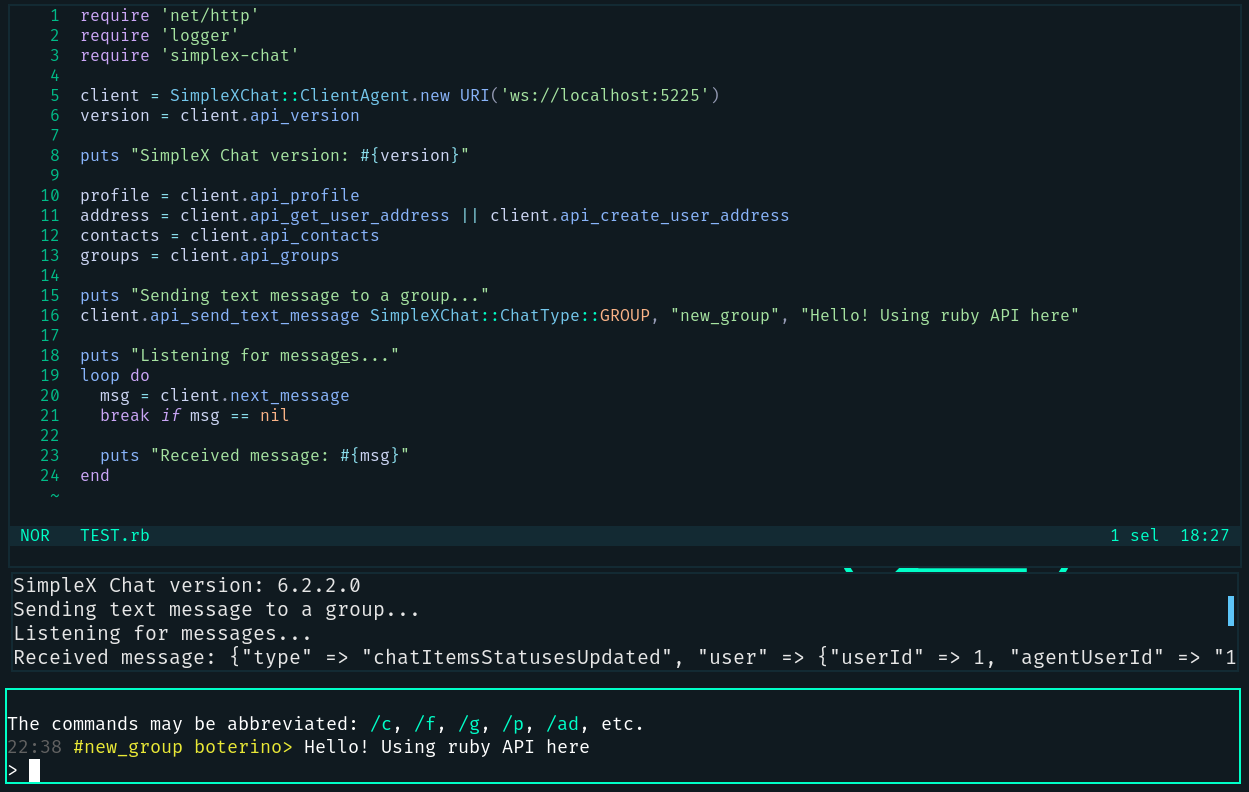 1 require 'net/http'
2 require 'logger'
3 require 'simplex-chat'
4
5 client = SimpleXChat::ClientAgent.new URI('ws://localhost:5225')
6 version = client.api_version
7
8 puts "SimpleX Chat version: #{version}"
9
10 profile = client.api_profile
11 address = client.api_get_user_address || client.api_create_user_address
12 contacts = client.api_contacts
13 groups = client.api_groups
14
15 puts "Sending text message to a group..."
16 client.api_send_text_message SimpleXChat::ChatType::GROUP, "new_group", "Hello! Using ruby API here"
17
18 puts "Listening for messages..."
19 loop do
20   msg = client.next_message
21   break if msg == nil
22
23   puts "Received message: #{msg}"
24 end
~
NOR TEST.rb 1 sel 18:27
SimpleX Chat version: 6.2.2.0
Sending text message to a group...
Listening for messages...
Received message: {"type" => "chatItemsStatusesUpdated", "user" => {"userId" => 1, "agentUserId" => "1
The commands may be abbreviated: /c, /f, /g, /p, /ad, etc.
22:38 #new_group boterino> Hello! Using ruby API here
>